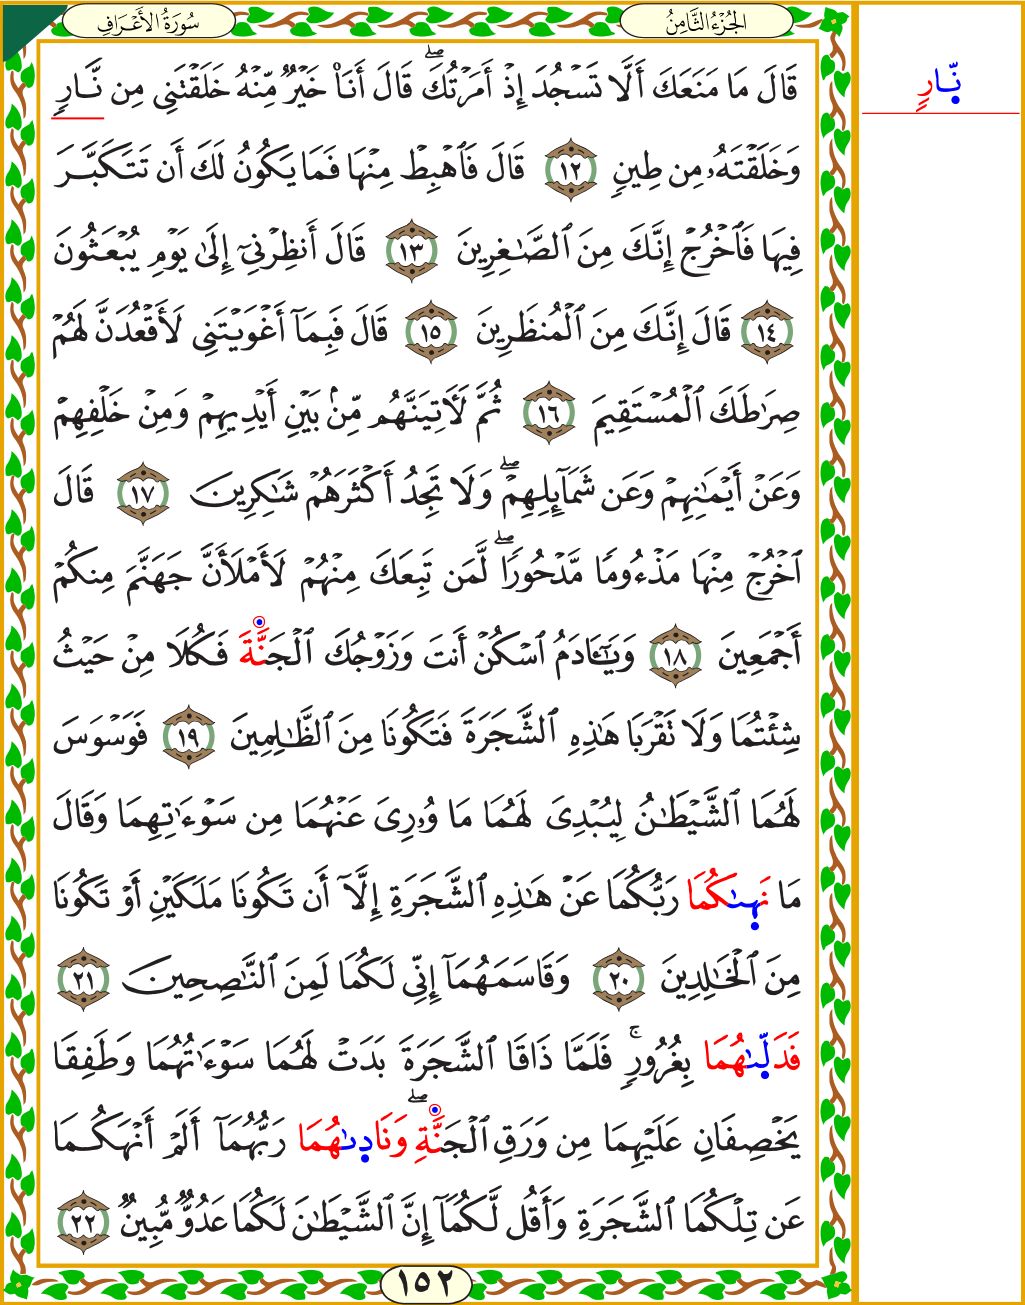 سُورَةُ الأَعْرَافِ
الجُزْءُ الثَّامِنُ
نّ۪ارٍ
قَالَ مَا مَنَعَكَ أَلَّا تَسْجُدَ إِذْ أَمَرْتُكَ ۖ قَالَ أَنَا۠ خَيْرٌ مِّنْهُ خَلَقْتَنِى مِن نَّارٍ
وَخَلَقْتَهُۥ مِن طِينٍ ١٢ قَالَ فَٱهْبِطْ مِنْهَا فَمَا يَكُونُ لَكَ أَن تَتَكَبَّرَ
فِيهَا فَٱخْرُجْ إِنَّكَ مِنَ ٱلصَّٰغِرِينَ ١٣ قَالَ أَنظِرْنِىٓ إِلَىٰ يَوْمِ يُبْعَثُونَ
١٤ قَالَ إِنَّكَ مِنَ ٱلْمُنظَرِينَ ١٥ قَالَ فَبِمَآ أَغْوَيْتَنِى لَأَقْعُدَنَّ لَهُمْ
صِرَٰطَكَ ٱلْمُسْتَقِيمَ ١٦ ثُمَّ لَءَاتِيَنَّهُم مِّنۢ بَيْنِ أَيْدِيهِمْ وَمِنْ خَلْفِهِمْ
وَعَنْ أَيْمَٰنِهِمْ وَعَن شَمَآئِلِهِمْ ۖ وَلَا تَجِدُ أَكْثَرَهُمْ شَٰكِرِينَ ١٧ قَالَ
ٱخْرُجْ مِنْهَا مَذْءُومًا مَّدْحُورًا ۖ لَّمَن تَبِعَكَ مِنْهُمْ لَأَمْلَأَنَّ جَهَنَّمَ مِنكُمْ
أَجْمَعِينَ ١٨ وَيَٰٓـَٔادَمُ ٱسْكُنْ أَنتَ وَزَوْجُكَ ٱلْجَنَّةَ فَكُلَا مِنْ حَيْثُ
شِئْتُمَا وَلَا تَقْرَبَا هَٰذِهِ ٱلشَّجَرَةَ فَتَكُونَا مِنَ ٱلظَّٰلِمِينَ ١٩ فَوَسْوَسَ
لَهُمَا ٱلشَّيْطَٰنُ لِيُبْدِىَ لَهُمَا مَا وُۥرِىَ عَنْهُمَا مِن سَوْءَٰتِهِمَا وَقَالَ
مَا نَهىٰكُمَا رَبُّكُمَا عَنْ هَٰذِهِ ٱلشَّجَرَةِ إِلَّآ أَن تَكُونَا مَلَكَيْنِ أَوْ تَكُونَا
مِنَ ٱلْخَٰلِدِينَ ٢٠ وَقَاسَمَهُمَآ إِنِّى لَكُمَا لَمِنَ ٱلنَّٰصِحِينَ ٢١
فَدَلّىٰهُمَا بِغُرُورٍ ۚ فَلَمَّا ذَاقَا ٱلشَّجَرَةَ بَدَتْ لَهُمَا سَوْءَٰتُهُمَا وَطَفِقَا
يَخْصِفَانِ عَلَيْهِمَا مِن وَرَقِ ٱلْجَنَّةِ ۖ وَنَادىٰهُمَا رَبُّهُمَآ أَلَمْ أَنْهَكُمَا
عَن تِلْكُمَا ٱلشَّجَرَةِ وَأَقُل لَّكُمَآ إِنَّ ٱلشَّيْطَٰنَ لَكُمَا عَدُوٌّ مُّبِينٌ ٢٢
١٥٢